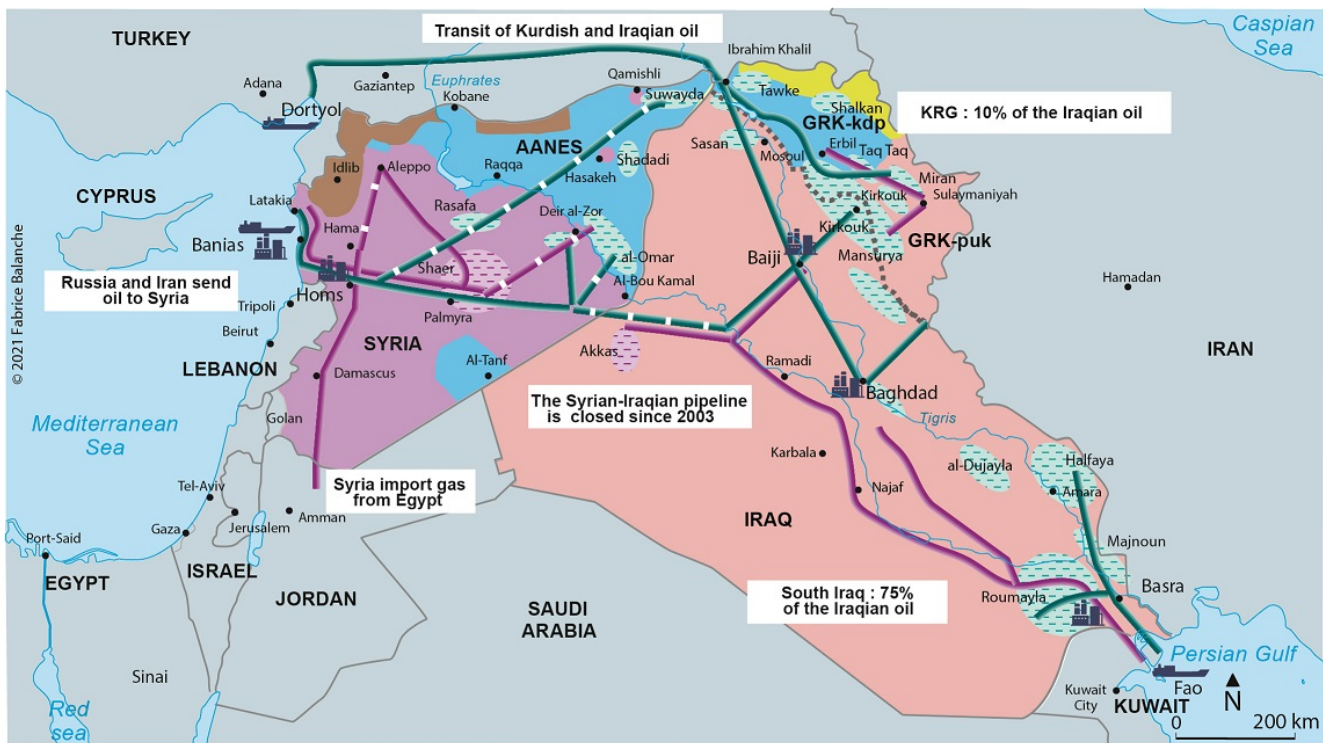 TURKEY
Transit of Kurdish and Iraqian oil
Caspian
Sea
Ibrahim Khalil
Adana
Gaziantep
Euphrates
Kobane
Qamishli
Suwayda
Tawke
Shalkan
KRG : 10% of the Iraqian oil
Dortyol
GRK-kdp
AANES
Sasan
Mosoul
Erbil
Taq Taq
Idlib
Aleppo
Raqqa
Shadadi
Hasakeh
Miran
Sulaymaniyah
CYPRUS
Latakia
Rasafa
Deir al-Zor
Kirkouk
Kirkouk
GRK-puk
Banias
Hama
Shaer
al-Omar
Al-Bou Kamal
Baiji
Mansurya
Hamadan
Russia and Iran send
oil to Syria
Homs
Tripoli
Palmyra
Beirut
SYRIA
Akkas
Ramadi
IRAN
LEBANON
Al-Tanf
Damascus
Baghdad
© 2021 Fabrice Balanche
The Syrian-Iraqian pipeline
is closed since 2003
Tigris
Mediterranean
Sea
Golan
Karbala
al-Dujayla
Halfaya
Syria import gas
from Egypt
Tel-Aviv
Najaf
Amara
Gaza
Jerusalem
Amman
IRAQ
Port-Said
Majnoun
EGYPT
ISRAEL
JORDAN
South Iraq : 75%
of the Iraqian oil
Roumayla
Basra
SAUDI
ARABIA
Persian Gulf
Sinai
Fao
Kuwait
City
KUWAIT
N
Red
sea
0
200 km